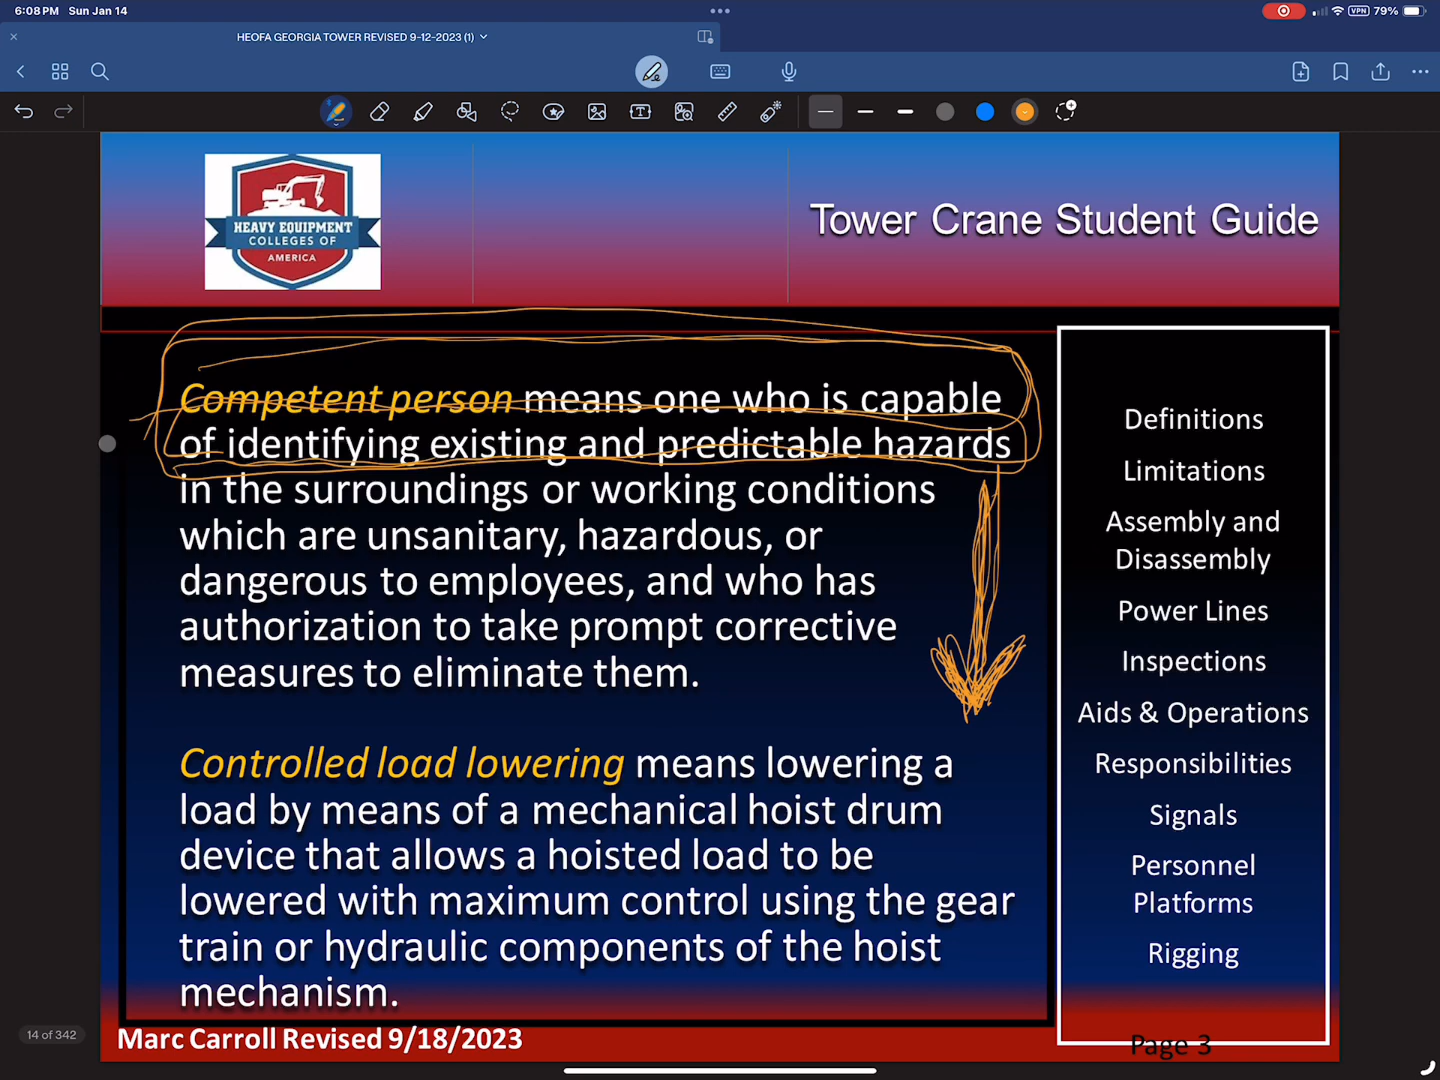 6:08 PM Sun Jan 14
VPN 79%
HEOFA GEORGIA TOWER REVISED 9-12-2023 (1)
HEAVY EQUIPMENT
COLLEGES OF
AMERICA
Tower Crane Student Guide
Competent person means one who is capable
of identifying existing and predictable hazards
in the surroundings or working conditions
which are unsanitary, hazardous, or
dangerous to employees, and who has
authorization to take prompt corrective
measures to eliminate them.
Controlled load lowering means lowering a
load by means of a mechanical hoist drum
device that allows a hoisted load to be
lowered with maximum control using the gear
train or hydraulic components of the hoist
mechanism.
Definitions
Limitations
Assembly and
Disassembly
Power Lines
Inspections
Aids & Operations
Responsibilities
Signals
Personnel
Platforms
Rigging
14 of 342
Marc Carroll Revised 9/18/2023
Page 3